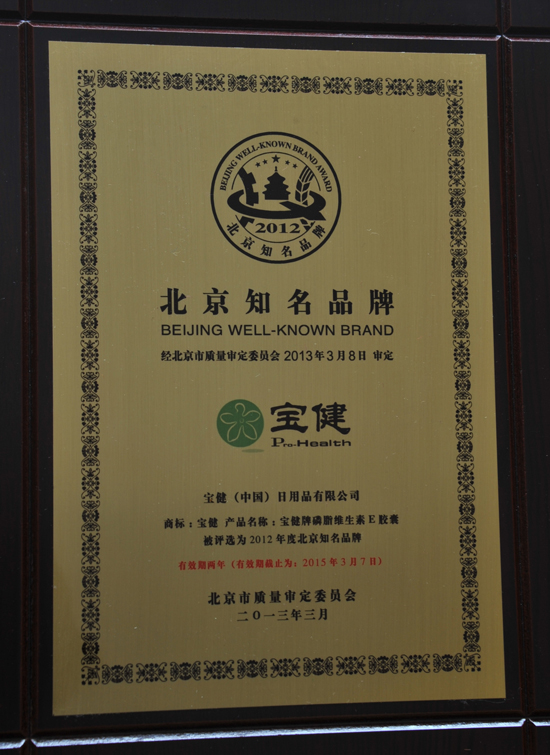 BEIJING WELL-KNOWN BRAND AWARD
2012
北京知名品牌
北京知名品牌
BEIJING WELL-KNOWN BRAND
经北京市质量审定委员会 2013年3月8日 审定
宝健
Pro-Health
宝健（中国）日用品有限公司
商标：宝健 产品名称：宝健牌磷脂维生素E胶囊
被评选为2012年度北京知名品牌
有效期两年（有效期截止为：2015年3月7日）
北京市质量审定委员会
二〇一三年三月